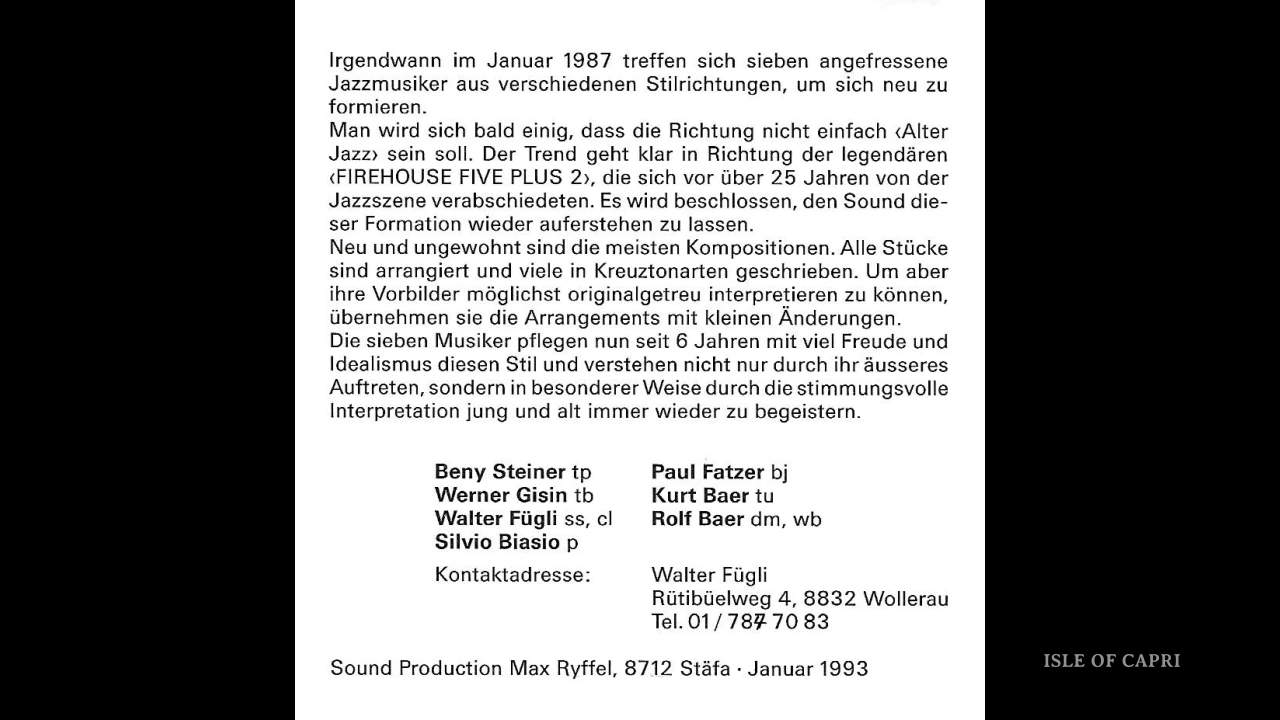 Irgendwann im Januar 1987 treffen sich sieben angefressene
Jazzmusiker aus verschiedenen Stilrichtungen, um sich neu zu
formieren.
Man wird sich bald einig, dass die Richtung nicht einfach ‹Alter
Jazz› sein soll. Der Trend geht klar in Richtung der legendären
‹FIREHOUSE FIVE PLUS 2›, die sich vor über 25 Jahren von der
Jazzszene verabschiedeten. Es wird beschlossen, den Sound die-
ser Formation wieder auferstehen zu lassen.
Neu und ungewohnt sind die meisten Kompositionen. Alle Stücke
sind arrangiert und viele in Kreuztonarten geschrieben. Um aber
ihre Vorbilder möglichst originalgetreu interpretieren zu können,
übernehmen sie die Arrangements mit kleinen Änderungen.
Die sieben Musiker pflegen nun seit 6 Jahren mit viel Freude und
Idealismus diesen Stil und verstehen nicht nur durch ihr äusseres
Auftreten, sondern in besonderer Weise durch die stimmungsvolle
Interpretation jung und alt immer wieder zu begeistern.
Beny Steiner tp
Werner Gisin tb
Walter Fügli ss, cl
Silvio Biasio p
Paul Fatzer bj
Kurt Baer tu
Rolf Baer dm, wb
Kontaktadresse: Walter Fügli
Rütibüelweg 4, 8832 Wollerau
Tel. 01 / 787 70 83
Sound Production Max Ryffel, 8712 Stäfa · Januar 1993
ISLE OF CAPRI